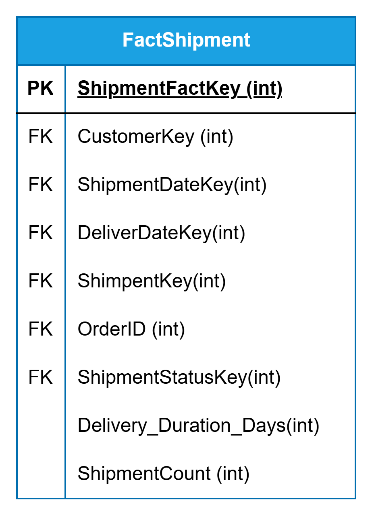 FactShipment
PK ShipmentFactKey (int)
FK CustomerKey (int)
FK ShipmentDateKey(int)
FK DeliverDateKey(int)
FK ShimpentKey(int)
FK OrderID (int)
FK ShipmentStatusKey(int)
Delivery_Duration_Days(int)
ShipmentCount (int)